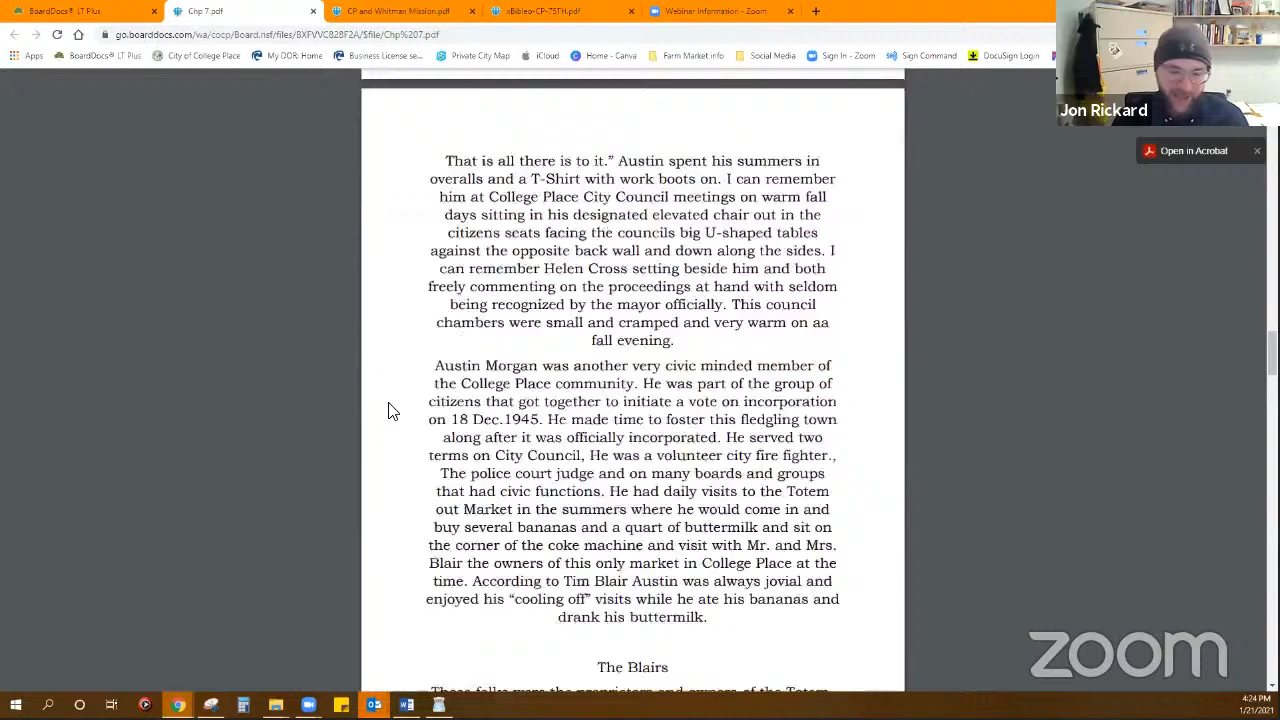 BoardDocs® LT Plus
Chp 7.pdf
CP and Whitman Mission.pdf
xBibleo-CP-75TH.pdf
Webinar Information - Zoom
go.boarddocs.com/wa/cocp/Board.nsf/files/BXFVVC828F2A/$file/Chp%207.pdf
Apps
BoardDocs® LT Plus
City of College Place
My DOR: Home
Business License se...
Private City Map
iCloud
Home - Canva
Farm Market info
Social Media
Sign In - Zoom
Sign Command
DocuSign Login
Jon Rickard
Open in Acrobat
That is all there is to it.” Austin spent his summers in
overalls and a T-Shirt with work boots on. I can remember
him at College Place City Council meetings on warm fall
days sitting in his designated elevated chair out in the
citizens seats facing the councils big U-shaped tables
against the opposite back wall and down along the sides. I
can remember Helen Cross setting beside him and both
freely commenting on the proceedings at hand with seldom
being recognized by the mayor officially. This council
chambers were small and cramped and very warm on aa
fall evening.
Austin Morgan was another very civic minded member of
the College Place community. He was part of the group of
citizens that got together to initiate a vote on incorporation
on 18 Dec.1945. He made time to foster this fledgling town
along after it was officially incorporated. He served two
terms on City Council, He was a volunteer city fire fighter.,
The police court judge and on many boards and groups
that had civic functions. He had daily visits to the Totem
out Market in the summers where he would come in and
buy several bananas and a quart of buttermilk and sit on
the corner of the coke machine and visit with Mr. and Mrs.
Blair the owners of this only market in College Place at the
time. According to Tim Blair Austin was always jovial and
enjoyed his “cooling off” visits while he ate his bananas and
drank his buttermilk.
The Blairs
These folks were the proprietors and owners of the Totem
zoom
4:24 PM
1/21/2021